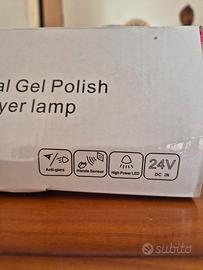 al Gel Polish
yer lamp
Anti-glare
Hands Sensor
High Power LED
24V
DC IN
subito